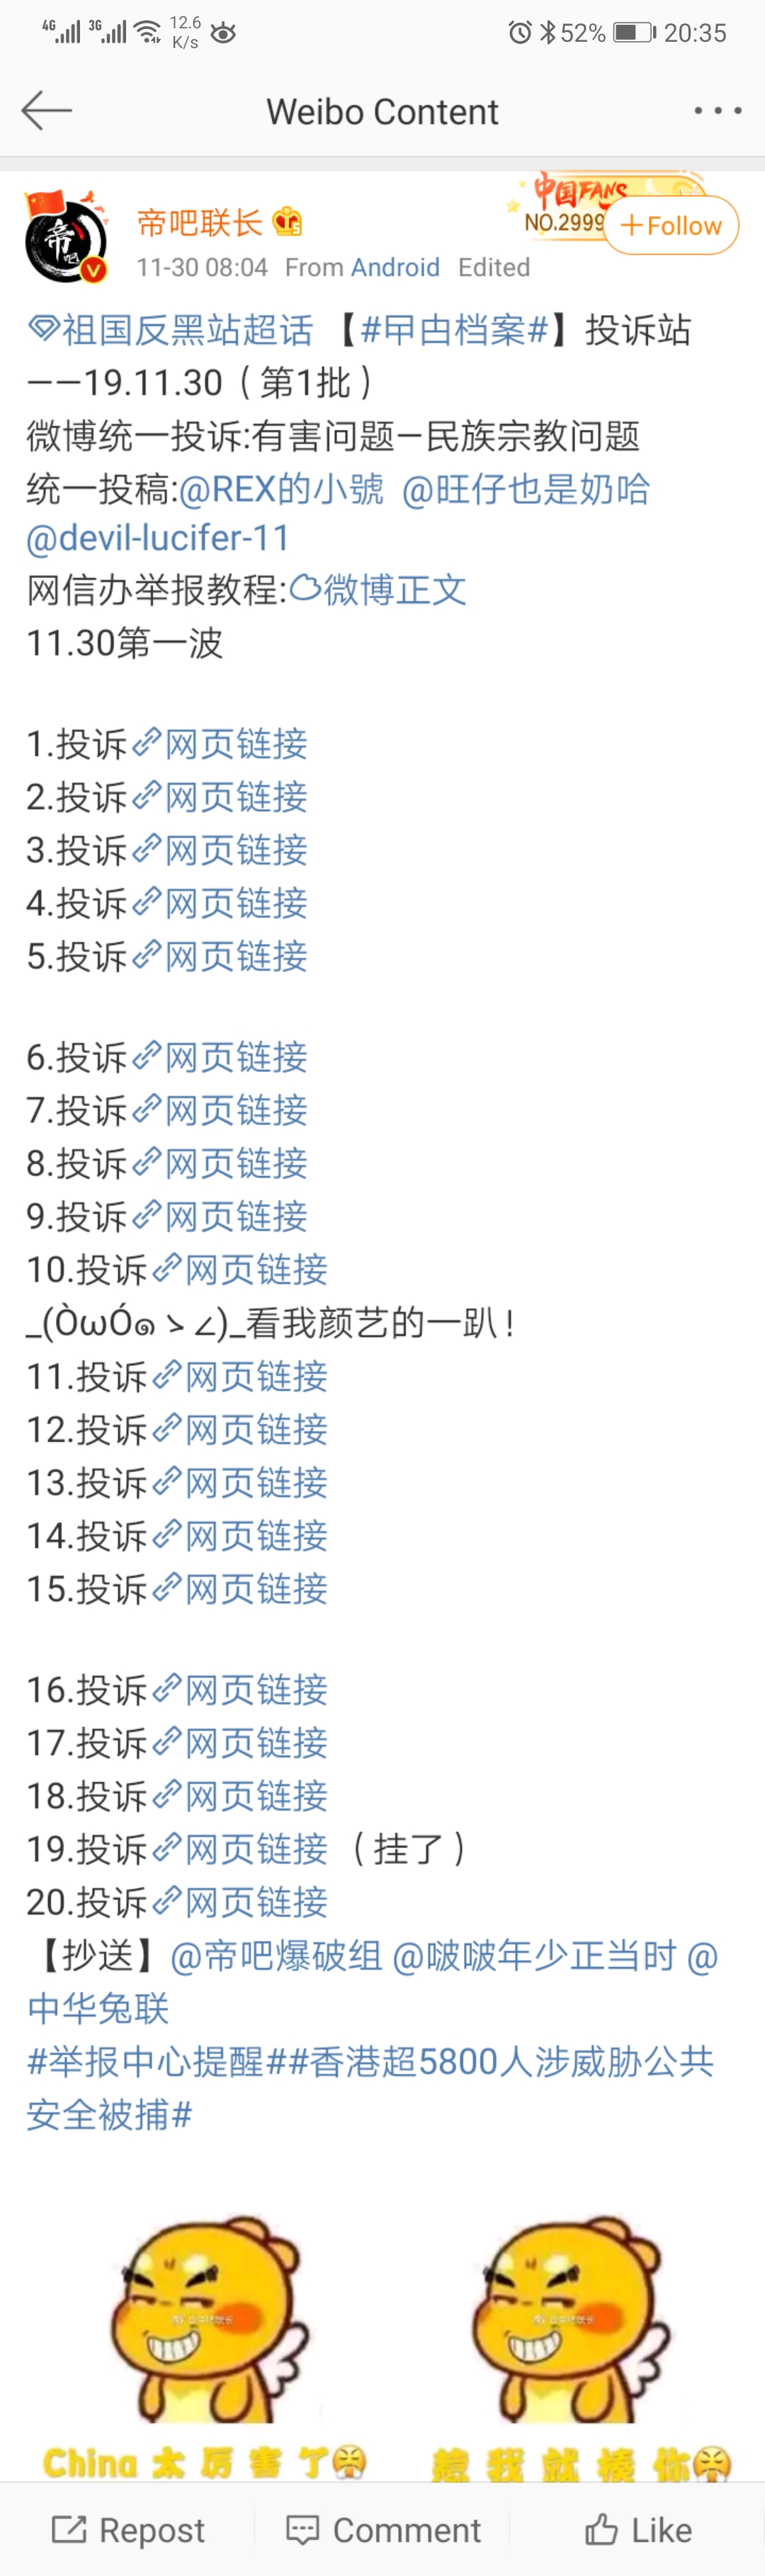 4G 3G 12.6 K/s 52% 20:35
Weibo Content
帝吧联长
中国FANS
NO.2999
+Follow
11-30 08:04 From Android Edited
祖国反黑站超话 【#曱甴档案#】投诉站
——19.11.30（第1批）
微博统一投诉:有害问题—民族宗教问题
统一投稿:@REX的小號 @旺仔也是奶哈
@devil-lucifer-11
网信办举报教程:微博正文
11.30第一波
1.投诉网页链接
2.投诉网页链接
3.投诉网页链接
4.投诉网页链接
5.投诉网页链接
6.投诉网页链接
7.投诉网页链接
8.投诉网页链接
9.投诉网页链接
10.投诉网页链接
_(ÒωÓ๑ゝ∠)_看我颜艺的一趴！
11.投诉网页链接
12.投诉网页链接
13.投诉网页链接
14.投诉网页链接
15.投诉网页链接
16.投诉网页链接
17.投诉网页链接
18.投诉网页链接
19.投诉网页链接（挂了）
20.投诉网页链接
【抄送】@帝吧爆破组 @啵啵年少正当时 @
中华兔联
#举报中心提醒##香港超5800人涉威胁公共
安全被捕#
China 太厉害了
惹我就揍你
Repost Comment Like